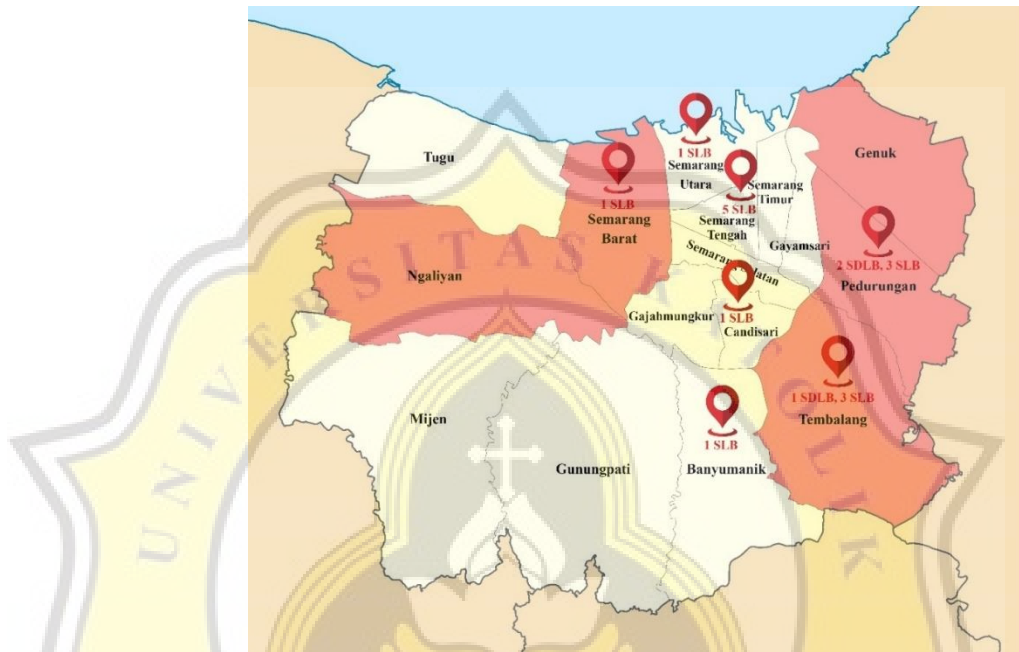 1 SLB
Semarang
Utara
Genuk
Tugu
1 SLB
Semarang
Barat
5 SLB
Semarang
Timur
Semarang
Tengah
Gayamsari
2 SDLB, 3 SLB
Pedurungan
Ngaliyan
Semarang Selatan
1 SLB
Gajahmungkur
Candisari
1 SDLB, 3 SLB
Tembalang
Mijen
1 SLB
Gunungpati
Banyumanik
UNIVERSITAS KATOLIK